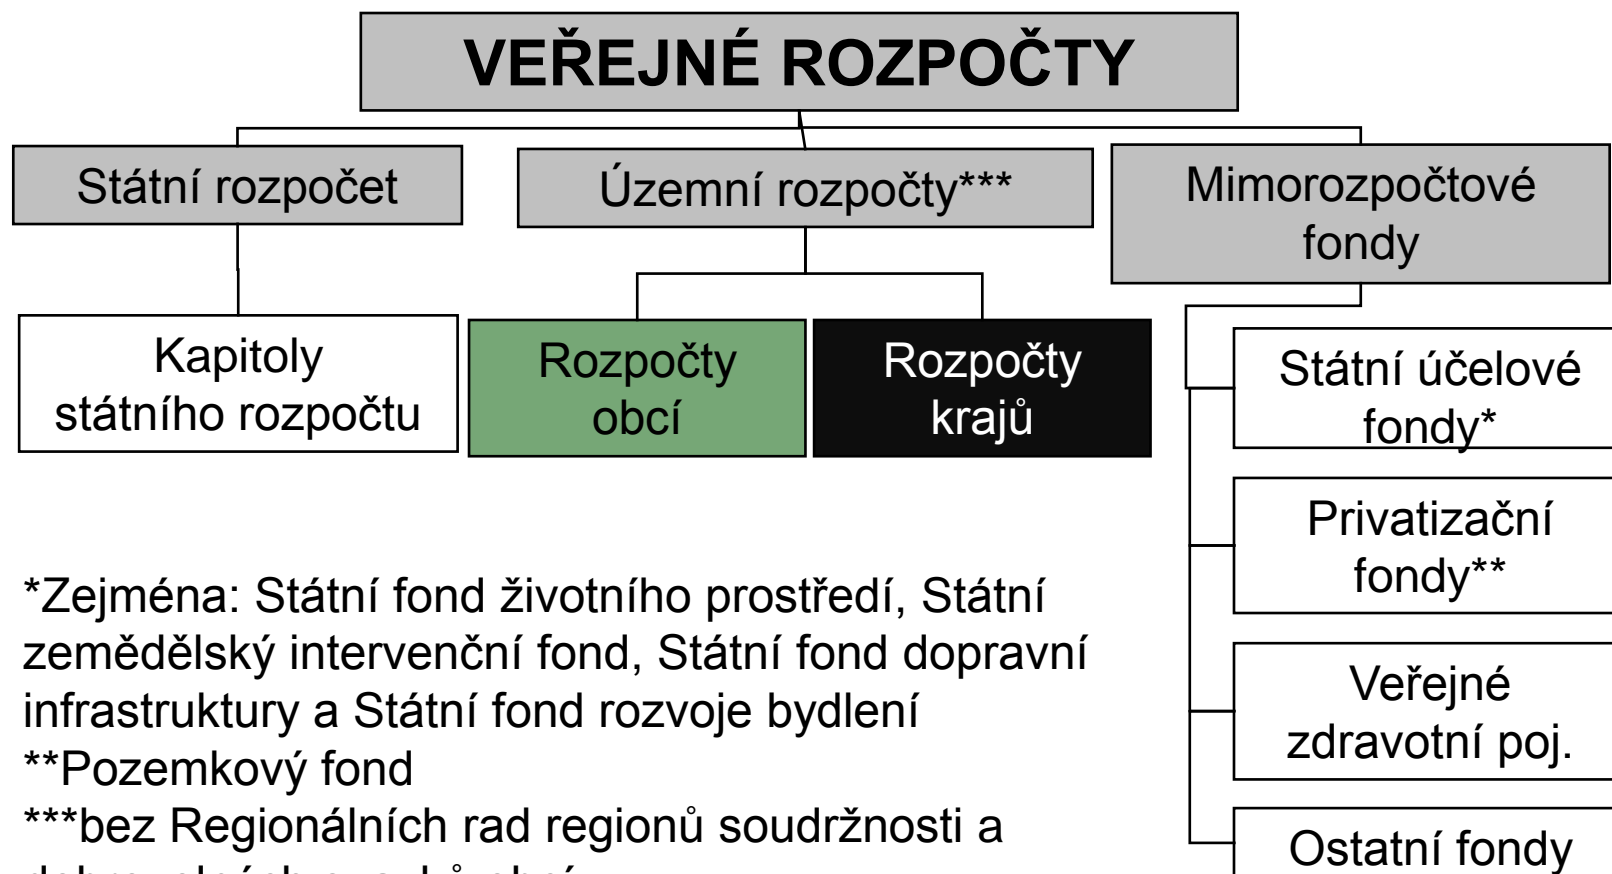 VEŘEJNÉ ROZPOČTY
Státní rozpočet
Územní rozpočty***
Mimorozpočtové
fondy
Kapitoly
státního rozpočtu
Rozpočty
obcí
Rozpočty
krajů
Státní účelové
fondy*
Privatizační
fondy**
Veřejné
zdravotní poj.
Ostatní fondy
*Zejména: Státní fond životního prostředí, Státní
zemědělský intervenční fond, Státní fond dopravní
infrastruktury a Státní fond rozvoje bydlení
**Pozemkový fond
***bez Regionálních rad regionů soudržnosti a